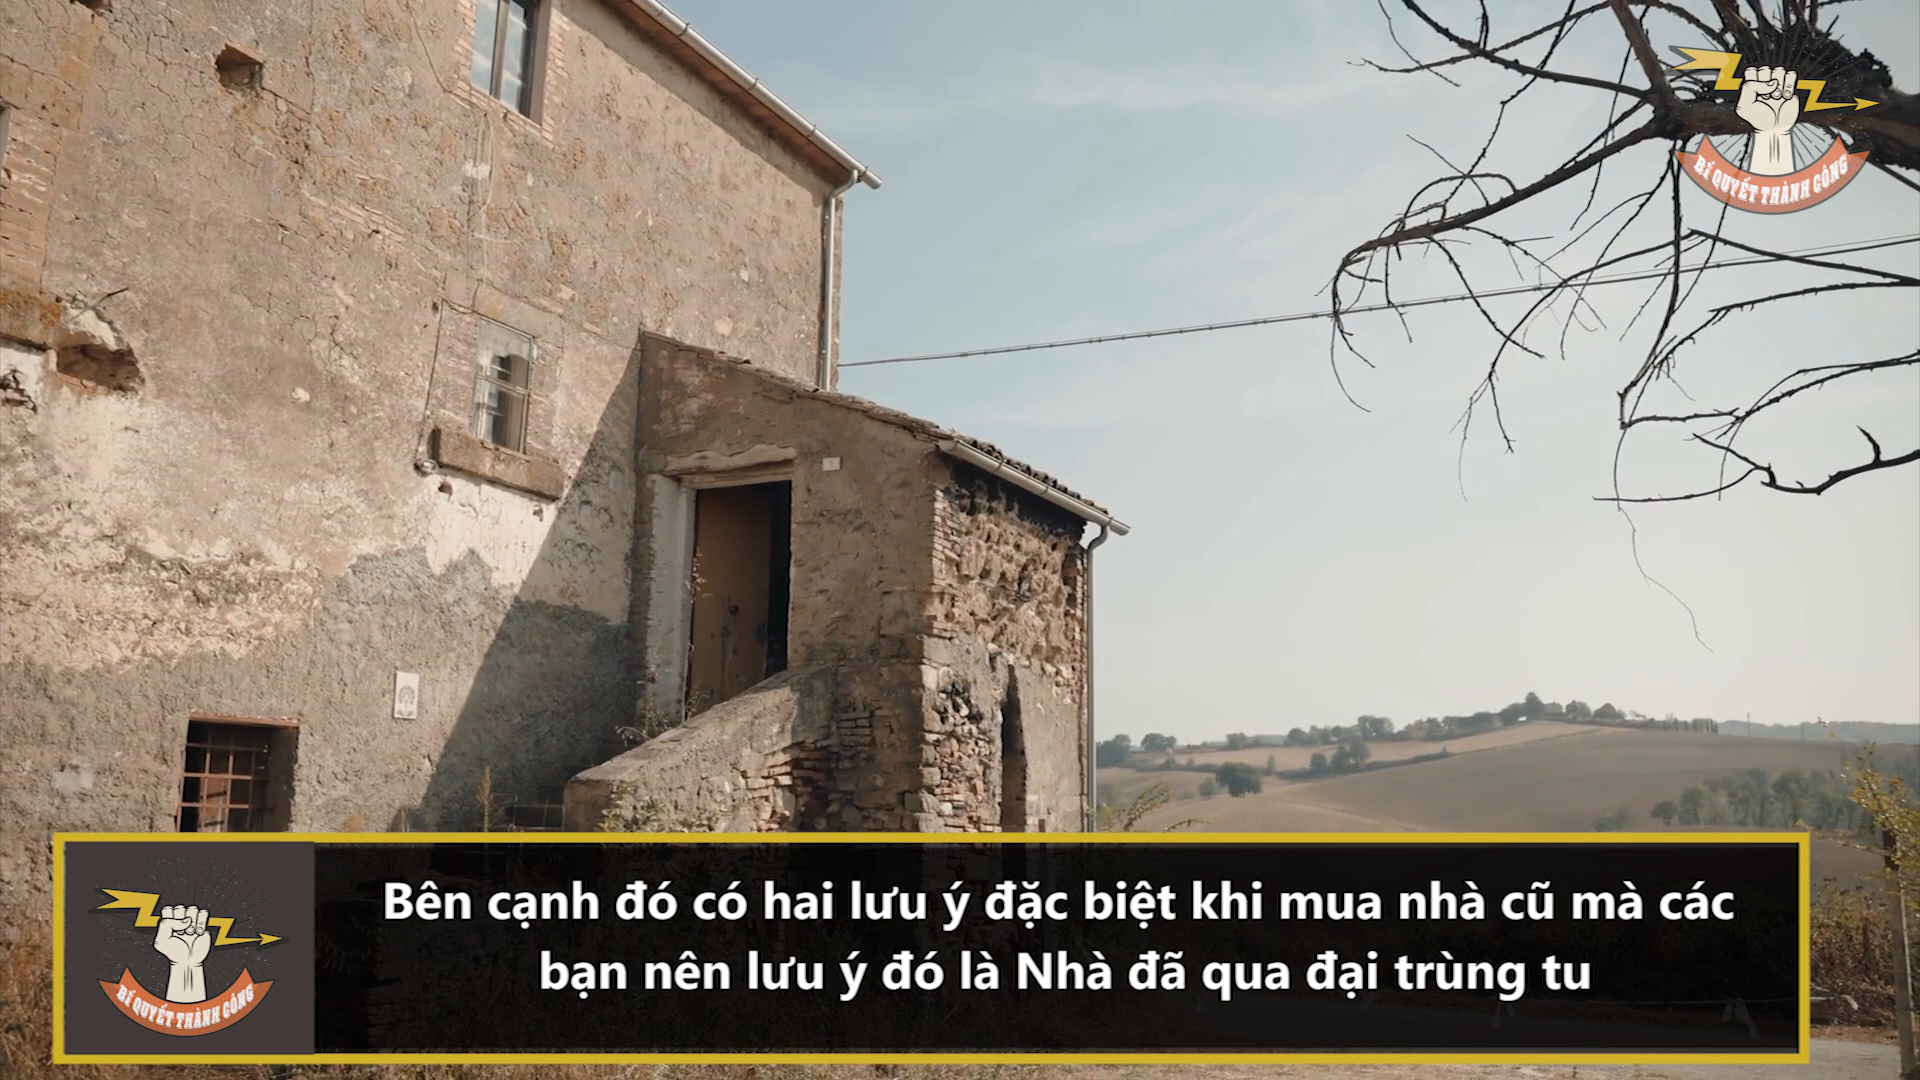 BÍ QUYẾT THÀNH CÔNG
Bên cạnh đó có hai lưu ý đặc biệt khi mua nhà cũ mà các
bạn nên lưu ý đó là Nhà đã qua đại trùng tu
BÍ QUYẾT THÀNH CÔNG